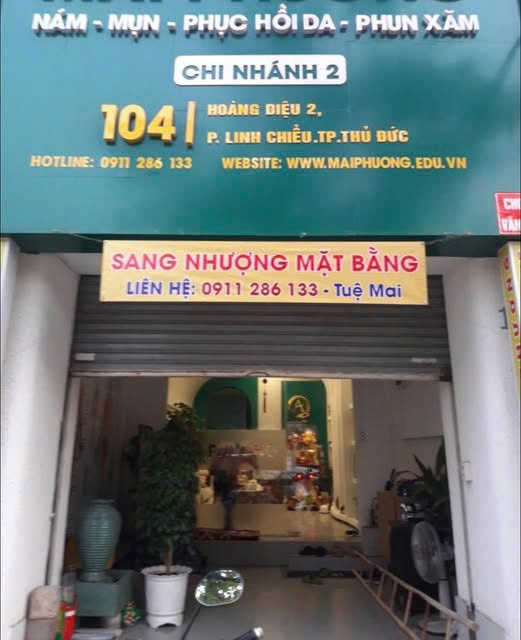 NÁM - MỤN - PHỤC HỒI DA - PHUN XĂM
CHI NHÁNH 2
104 | HOÀNG DIỆU 2,
P. LINH CHIỂU.TP.THỦ ĐỨC
HOTLINE: 0911 286 133 WEBSITE: WWW.MAIPHUONG.EDU.VN
SANG NHƯỢNG MẶT BẰNG
LIÊN HỆ: 0911 286 133 - Tuệ Mai